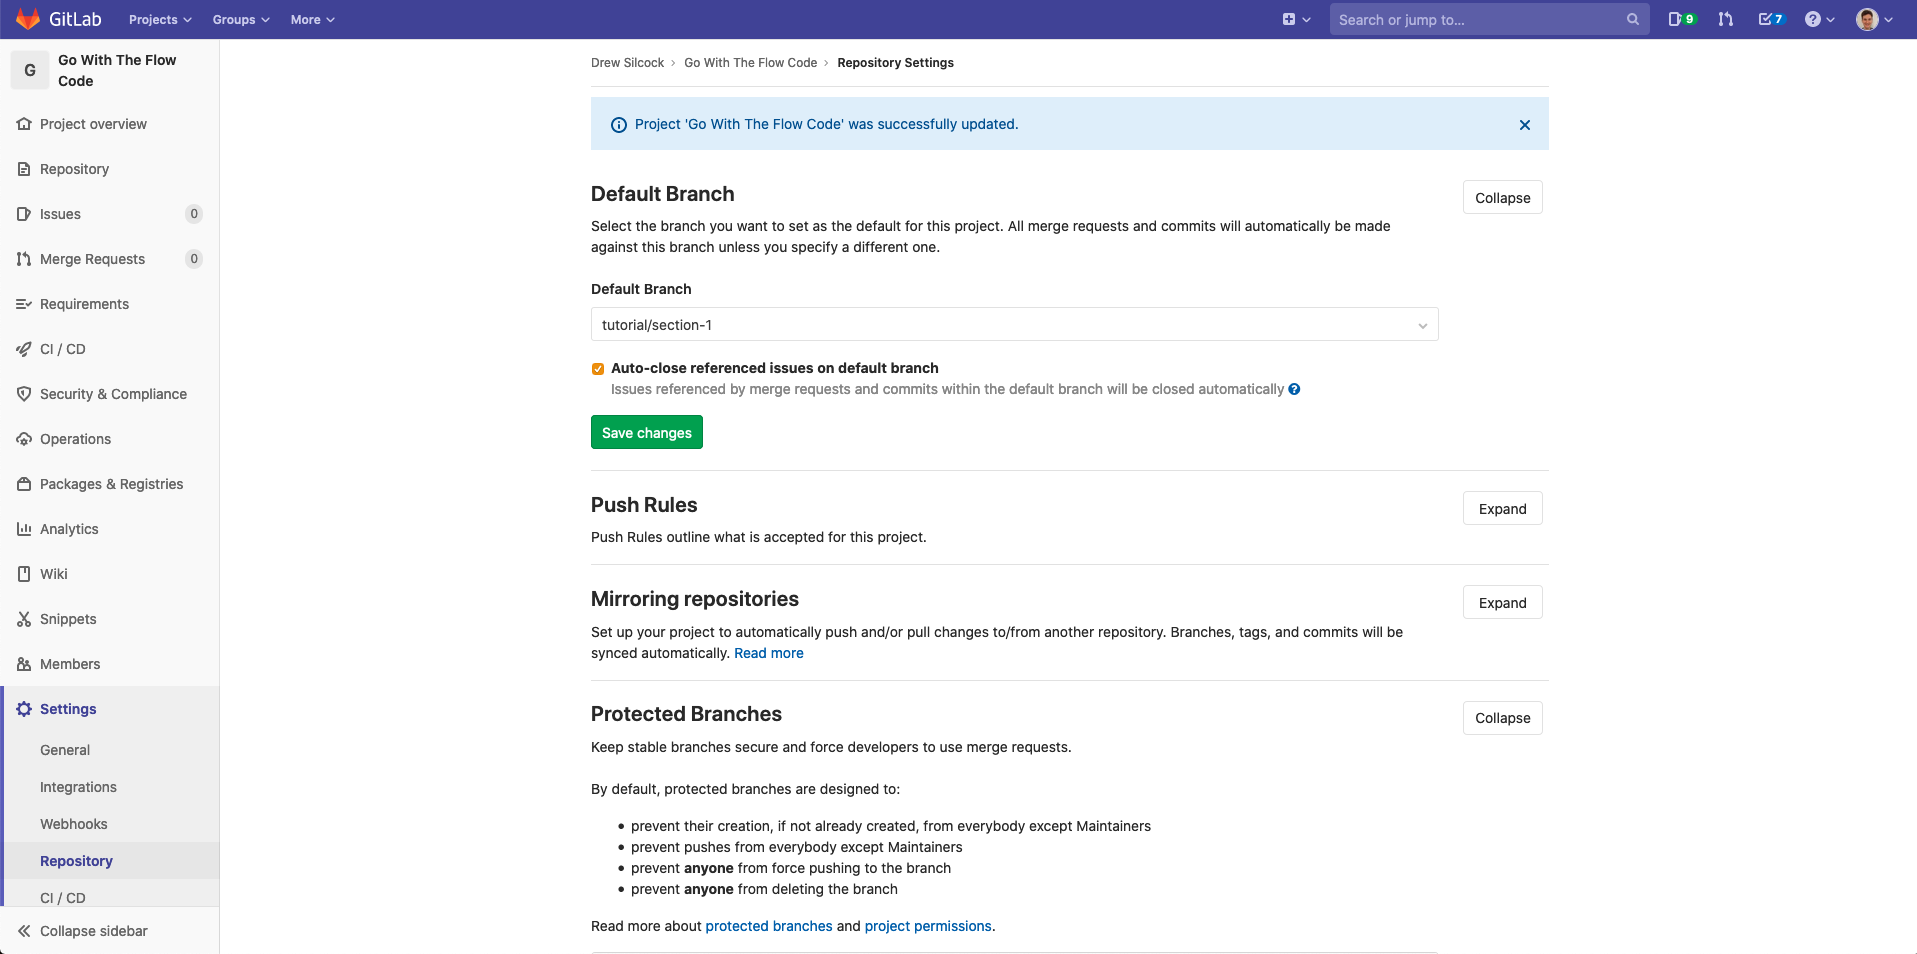 GitLab
Projects
Groups
More
Search or jump to...
9
7
G
Go With The Flow
Code
Project overview
Repository
Issues
0
Merge Requests
0
Requirements
CI / CD
Security & Compliance
Operations
Packages & Registries
Analytics
Wiki
Snippets
Members
Settings
General
Integrations
Webhooks
Repository
CI / CD
Collapse sidebar
Drew Silcock › Go With The Flow Code › Repository Settings
Project 'Go With The Flow Code' was successfully updated.
Default Branch
Collapse
Select the branch you want to set as the default for this project. All merge requests and commits will automatically be made
against this branch unless you specify a different one.
Default Branch
tutorial/section-1
Auto-close referenced issues on default branch
Issues referenced by merge requests and commits within the default branch will be closed automatically
Save changes
Push Rules
Expand
Push Rules outline what is accepted for this project.
Mirroring repositories
Expand
Set up your project to automatically push and/or pull changes to/from another repository. Branches, tags, and commits will be
synced automatically. Read more
Protected Branches
Collapse
Keep stable branches secure and force developers to use merge requests.
By default, protected branches are designed to:
• prevent their creation, if not already created, from everybody except Maintainers
• prevent pushes from everybody except Maintainers
• prevent anyone from force pushing to the branch
• prevent anyone from deleting the branch
Read more about protected branches and project permissions.